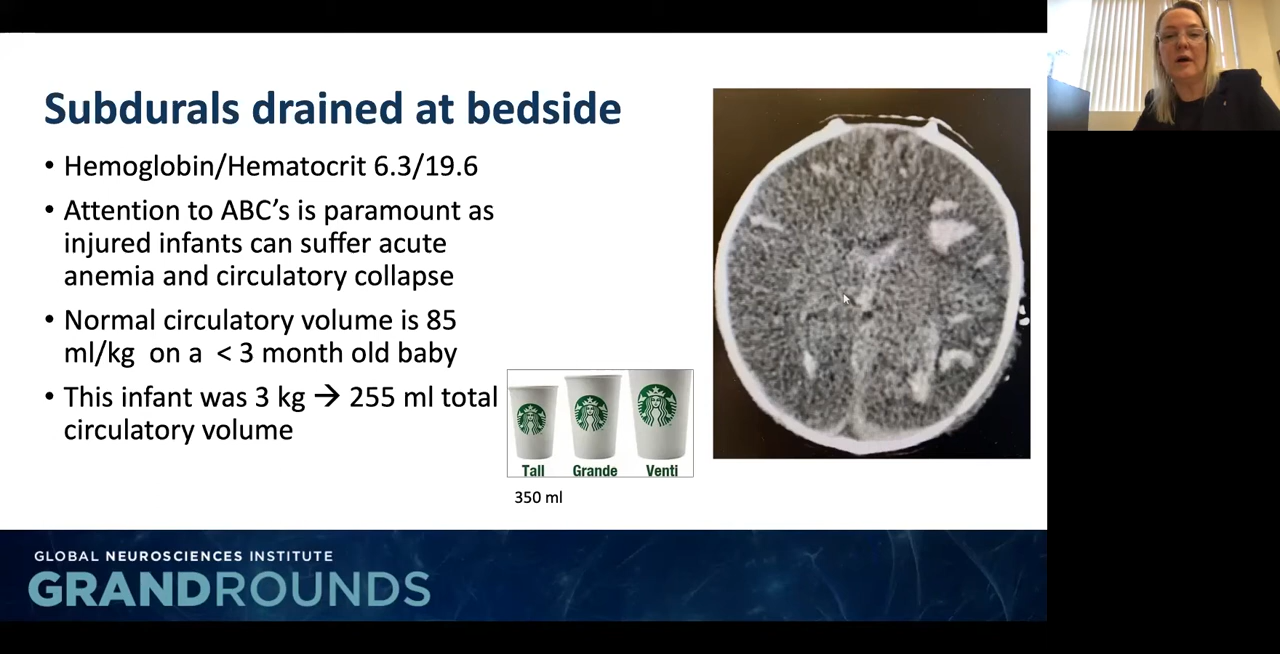 Subdurals drained at bedside
• Hemoglobin/Hematocrit 6.3/19.6
• Attention to ABC’s is paramount as
injured infants can suffer acute
anemia and circulatory collapse
• Normal circulatory volume is 85
ml/kg on a < 3 month old baby
• This infant was 3 kg → 255 ml total
circulatory volume
Tall Grande Venti
350 ml
GLOBAL NEUROSCIENCES INSTITUTE
GRANDROUNDS